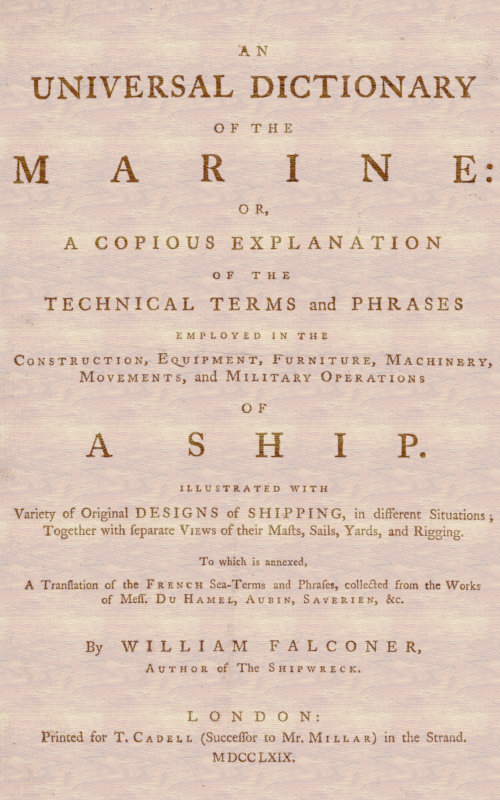 AN
UNIVERSAL DICTIONARY
OF THE
MARINE:
OR,
A COPIOUS EXPLANATION
OF THE
TECHNICAL TERMS and PHRASES
EMPLOYED IN THE
CONSTRUCTION, EQUIPMENT, FURNITURE, MACHINERY,
MOVEMENTS, and MILITARY OPERATIONS
OF
A SHIP.
ILLUSTRATED WITH
Variety of Original DESIGNS of SHIPPING, in different Situations;
Together with ſeparate VIEWS of their Maſts, Sails, Yards, and Rigging.
To which is annexed,
A Tranſlation of the FRENCH Sea-Terms and Phraſes, collected from the Works
of Meſſ. DU HAMEL, AUBIN, SAVERIEN, &c.
By WILLIAM FALCONER,
AUTHOR of The SHIPWRECK.
LONDON:
Printed for T. CADELL (Succeſſor to Mr. MILLAR) in the Strand.
MDCCLXIX.